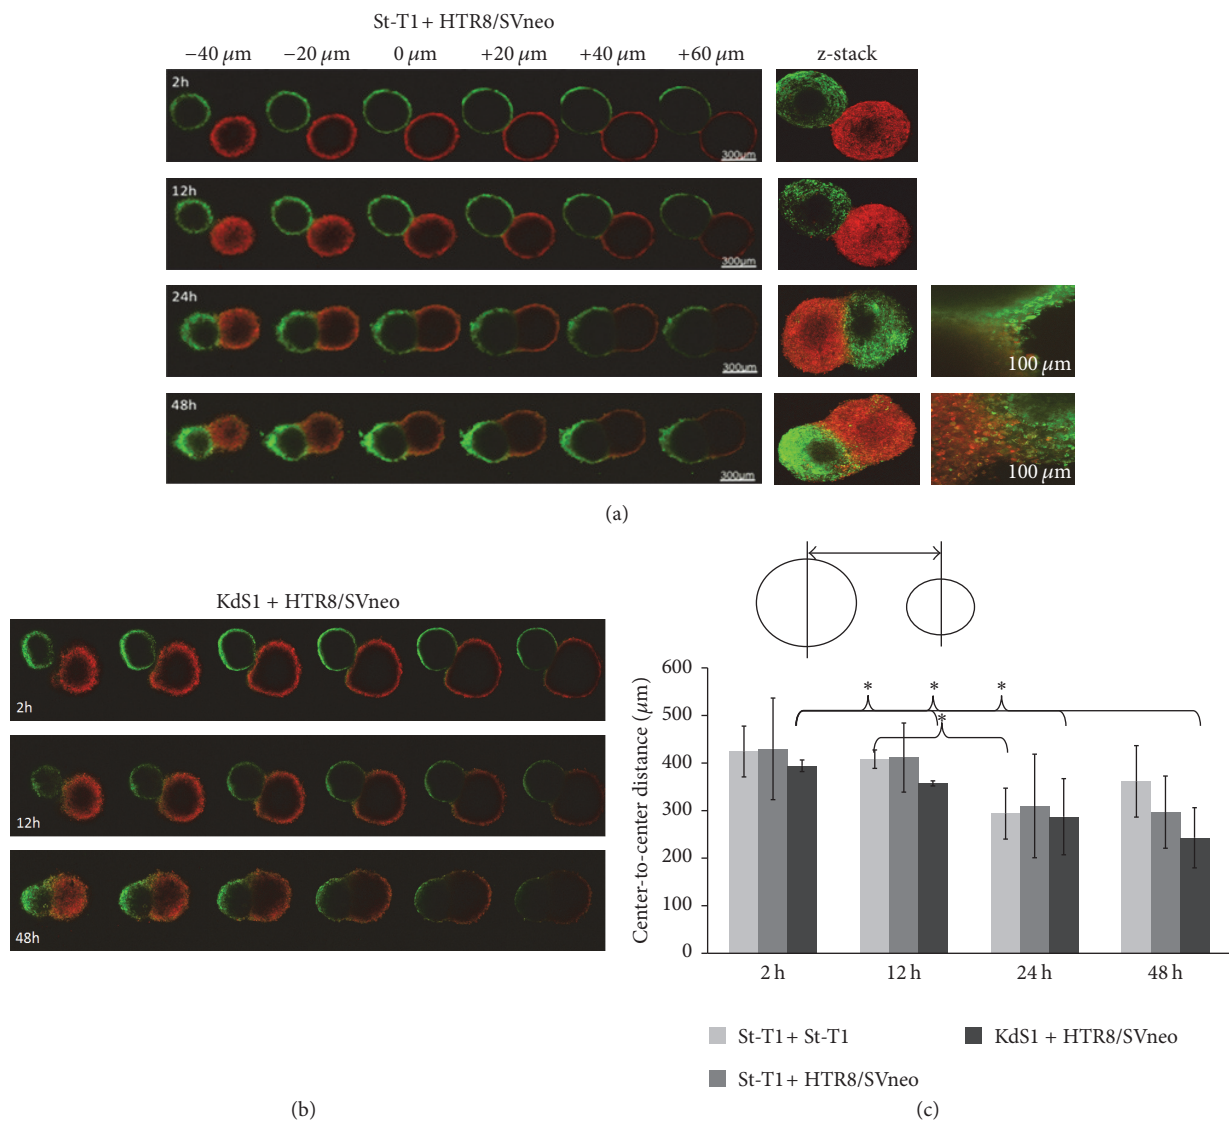 St-T1 + HTR8/SVneo
−40 μm −20 μm 0 μm +20 μm +40 μm +60 μm z-stack
2h
300μm
12h
300μm
24h
300μm
100 μm
48h
300μm
100 μm
(a)
KdS1 + HTR8/SVneo
2h
12h
48h
(b)
Center-to-center distance (μm)
600
500
400
300
200
100
0
* * *
*
2 h 12 h 24 h 48 h
St-T1 + St-T1
KdS1 + HTR8/SVneo
St-T1 + HTR8/SVneo
(c)